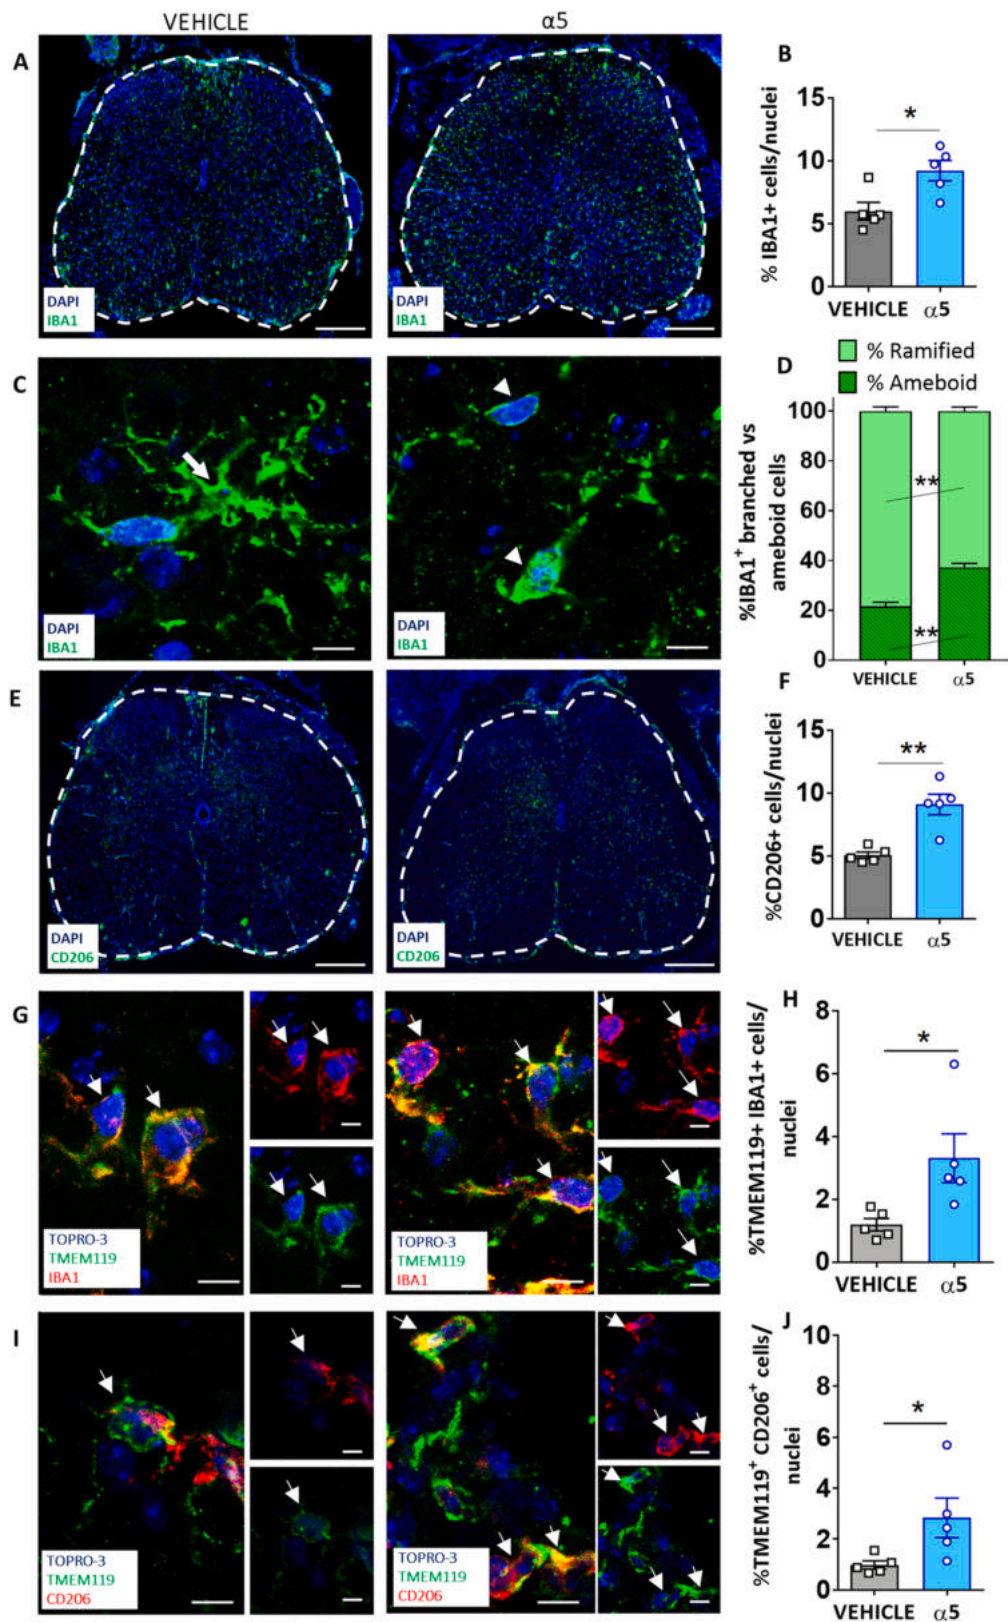 VEHICLE α5
A
DAPI
IBA1
DAPI
IBA1
B
% IBA1+ cells/nuclei
15
10
5
0
*
VEHICLE α5
C
DAPI
IBA1
DAPI
IBA1
% Ramified
% Ameboid
D
%IBA1⁺ branched vs
ameboid cells
100
80
60
40
20
0
**
**
VEHICLE α5
E
DAPI
CD206
DAPI
CD206
F
%CD206+ cells/nuclei
15
10
5
0
**
VEHICLE α5
G
TOPRO-3
TMEM119
IBA1
TOPRO-3
TMEM119
IBA1
H
%TMEM119+ IBA1+ cells/
nuclei
8
6
4
2
0
*
VEHICLE α5
I
TOPRO-3
TMEM119
CD206
TOPRO-3
TMEM119
CD206
J
%TMEM119⁺ CD206⁺ cells/
nuclei
10
8
6
4
2
0
*
VEHICLE α5